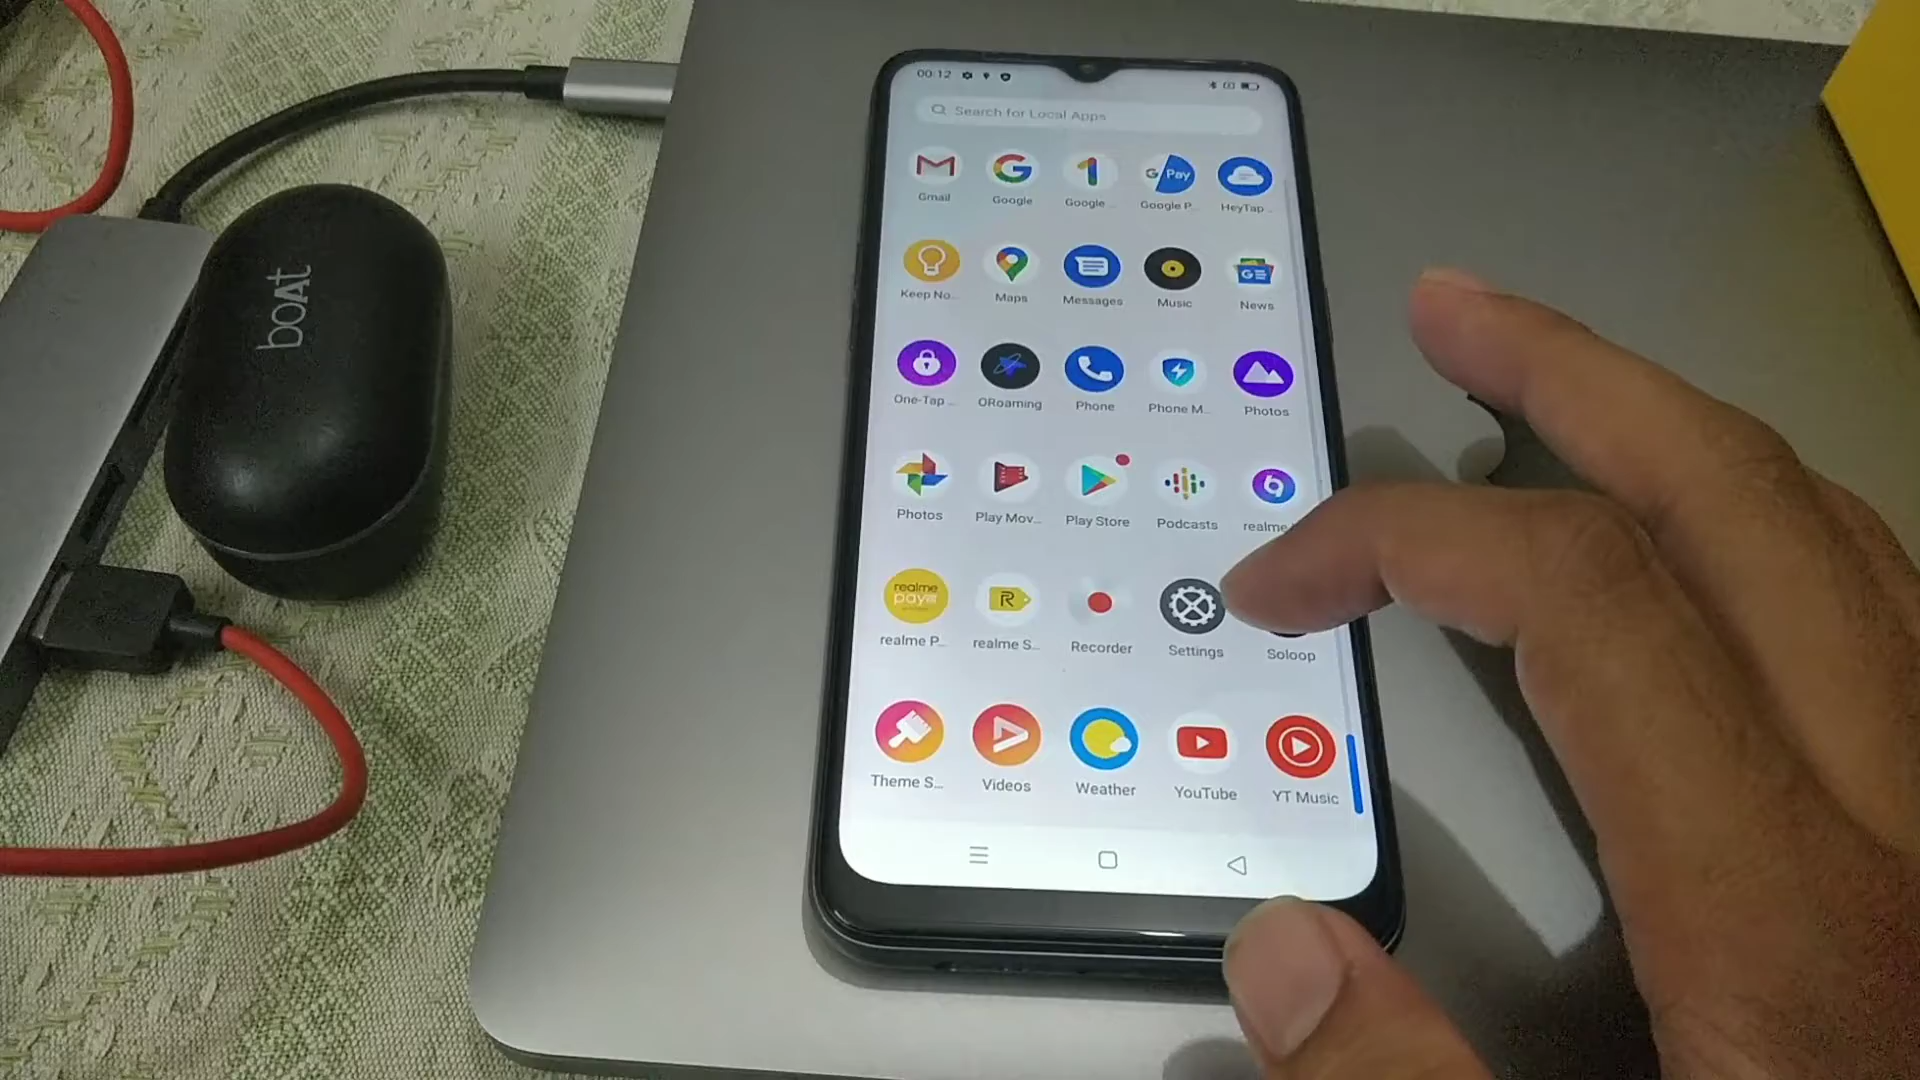 00:12
Search for Local Apps
Gmail Google Google ... G Pay Google P... HeyTap ...
Keep No... Maps Messages Music News
One-Tap ... ORoaming Phone Phone M... Photos
Photos Play Mov... Play Store Podcasts realme
realme pay realme P... R realme S... Recorder Settings Soloop
Theme S... Videos Weather YouTube YT Music
boAt